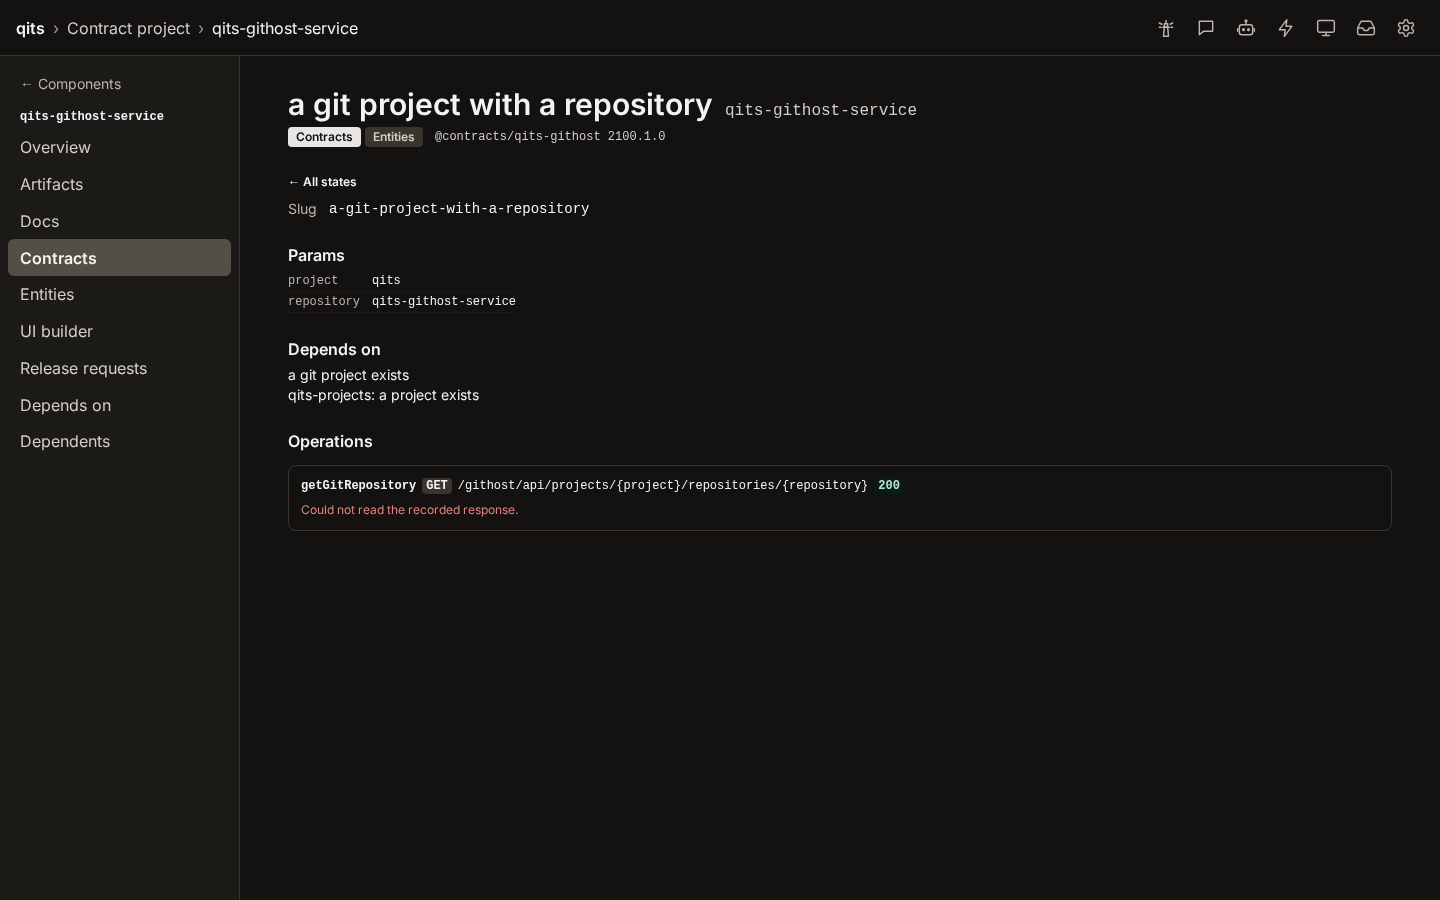 qits › Contract project › qits-githost-service
← Components
qits-githost-service
Overview
Artifacts
Docs
Contracts
Entities
UI builder
Release requests
Depends on
Dependents
a git project with a repository qits-githost-service
Contracts Entities @contracts/qits-githost 2100.1.0
← All states
Slug a-git-project-with-a-repository
Params
project qits
repository qits-githost-service
Depends on
a git project exists
qits-projects: a project exists
Operations
getGitRepository GET /githost/api/projects/{project}/repositories/{repository} 200
Could not read the recorded response.